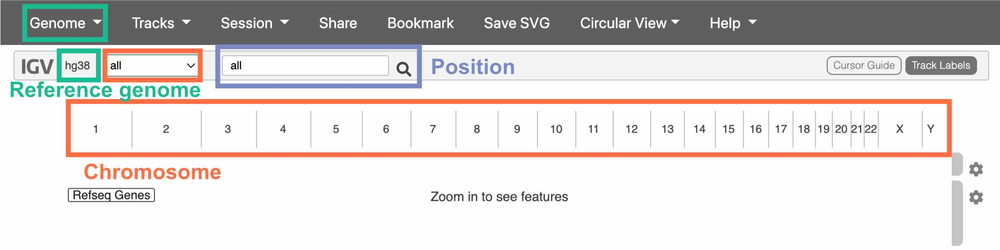 Genome Tracks Session Share Bookmark Save SVG Circular View Help
IGV hg38 all all Position Cursor Guide Track Labels
Reference genome
1 2 3 4 5 6 7 8 9 10 11 12 13 14 15 16 17 18 19 20 21 22 X Y
Chromosome
Refseq Genes Zoom in to see features